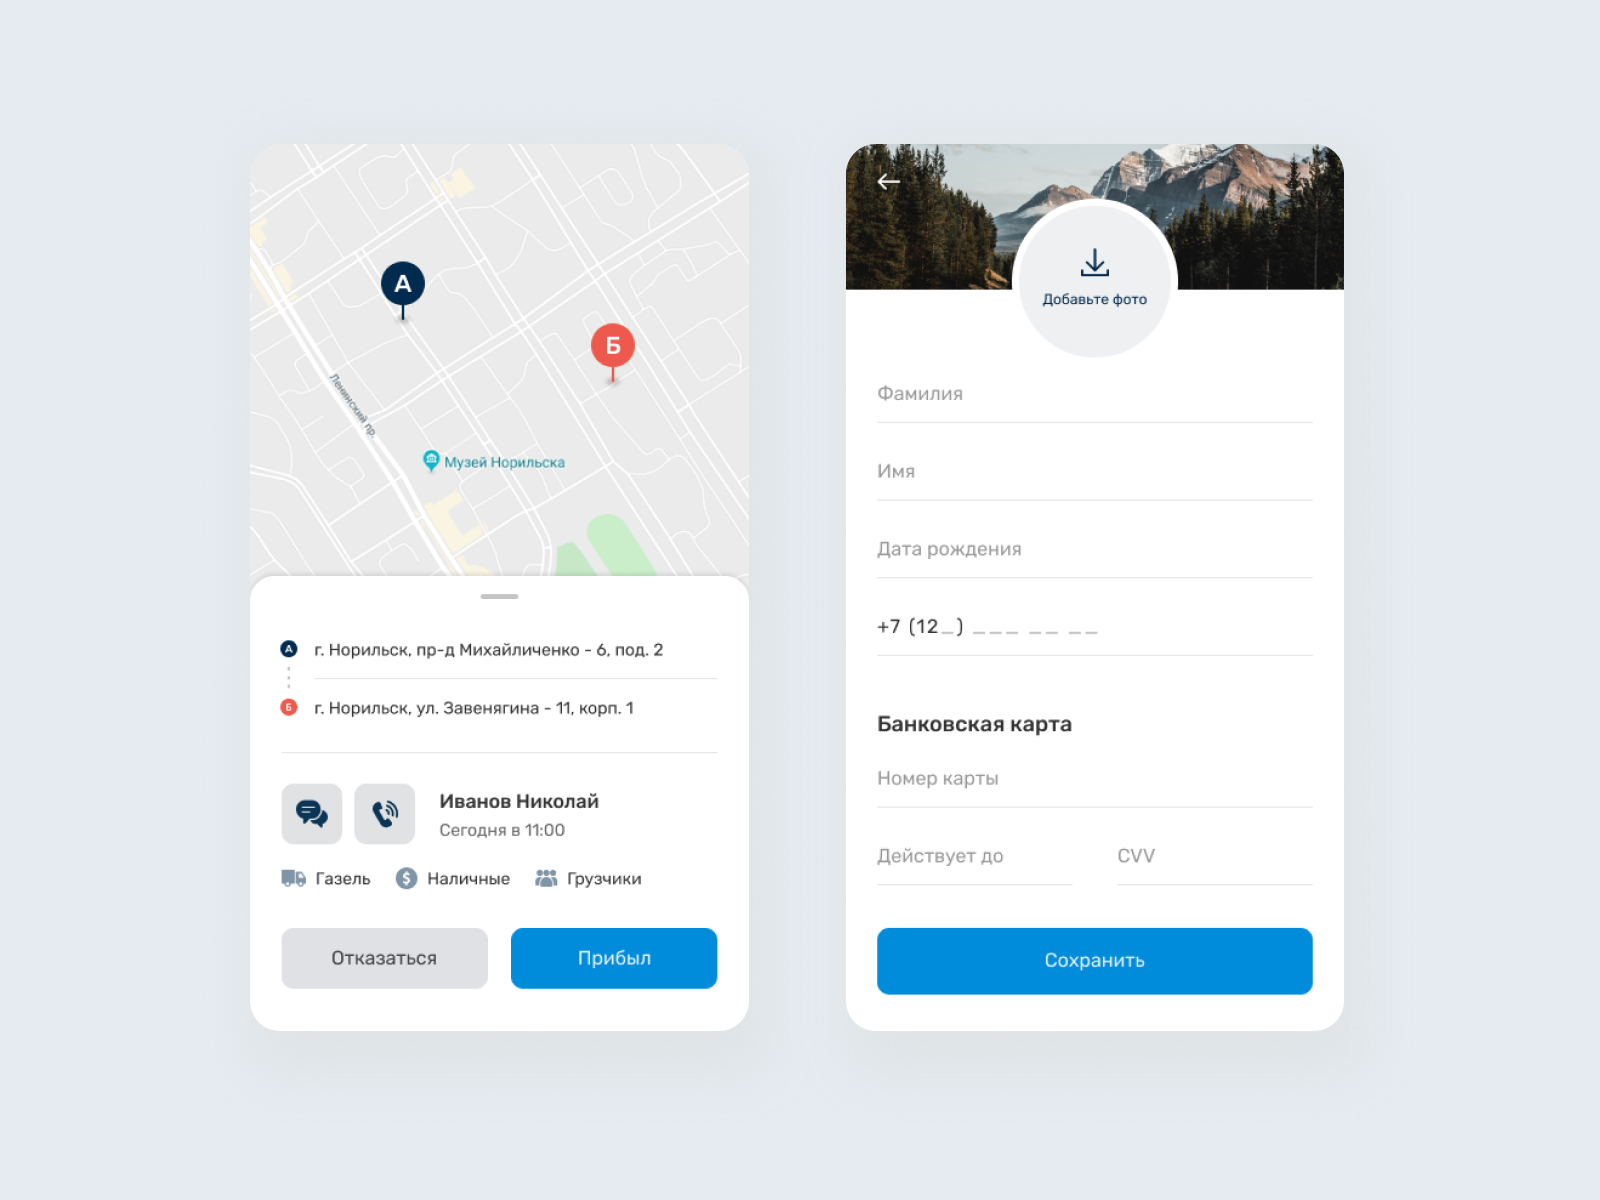 А
Б
Ленинский пр.
Музей Норильска
А
г. Норильск, пр-д Михайличенко - 6, под. 2
Б
г. Норильск, ул. Завенягина - 11, корп. 1
Иванов Николай
Сегодня в 11:00
Газель
$
Наличные
Грузчики
Отказаться
Прибыл
Добавьте фото
Фамилия
Имя
Дата рождения
+7 (12_) ___ __ __
Банковская карта
Номер карты
Действует до
CVV
Сохранить